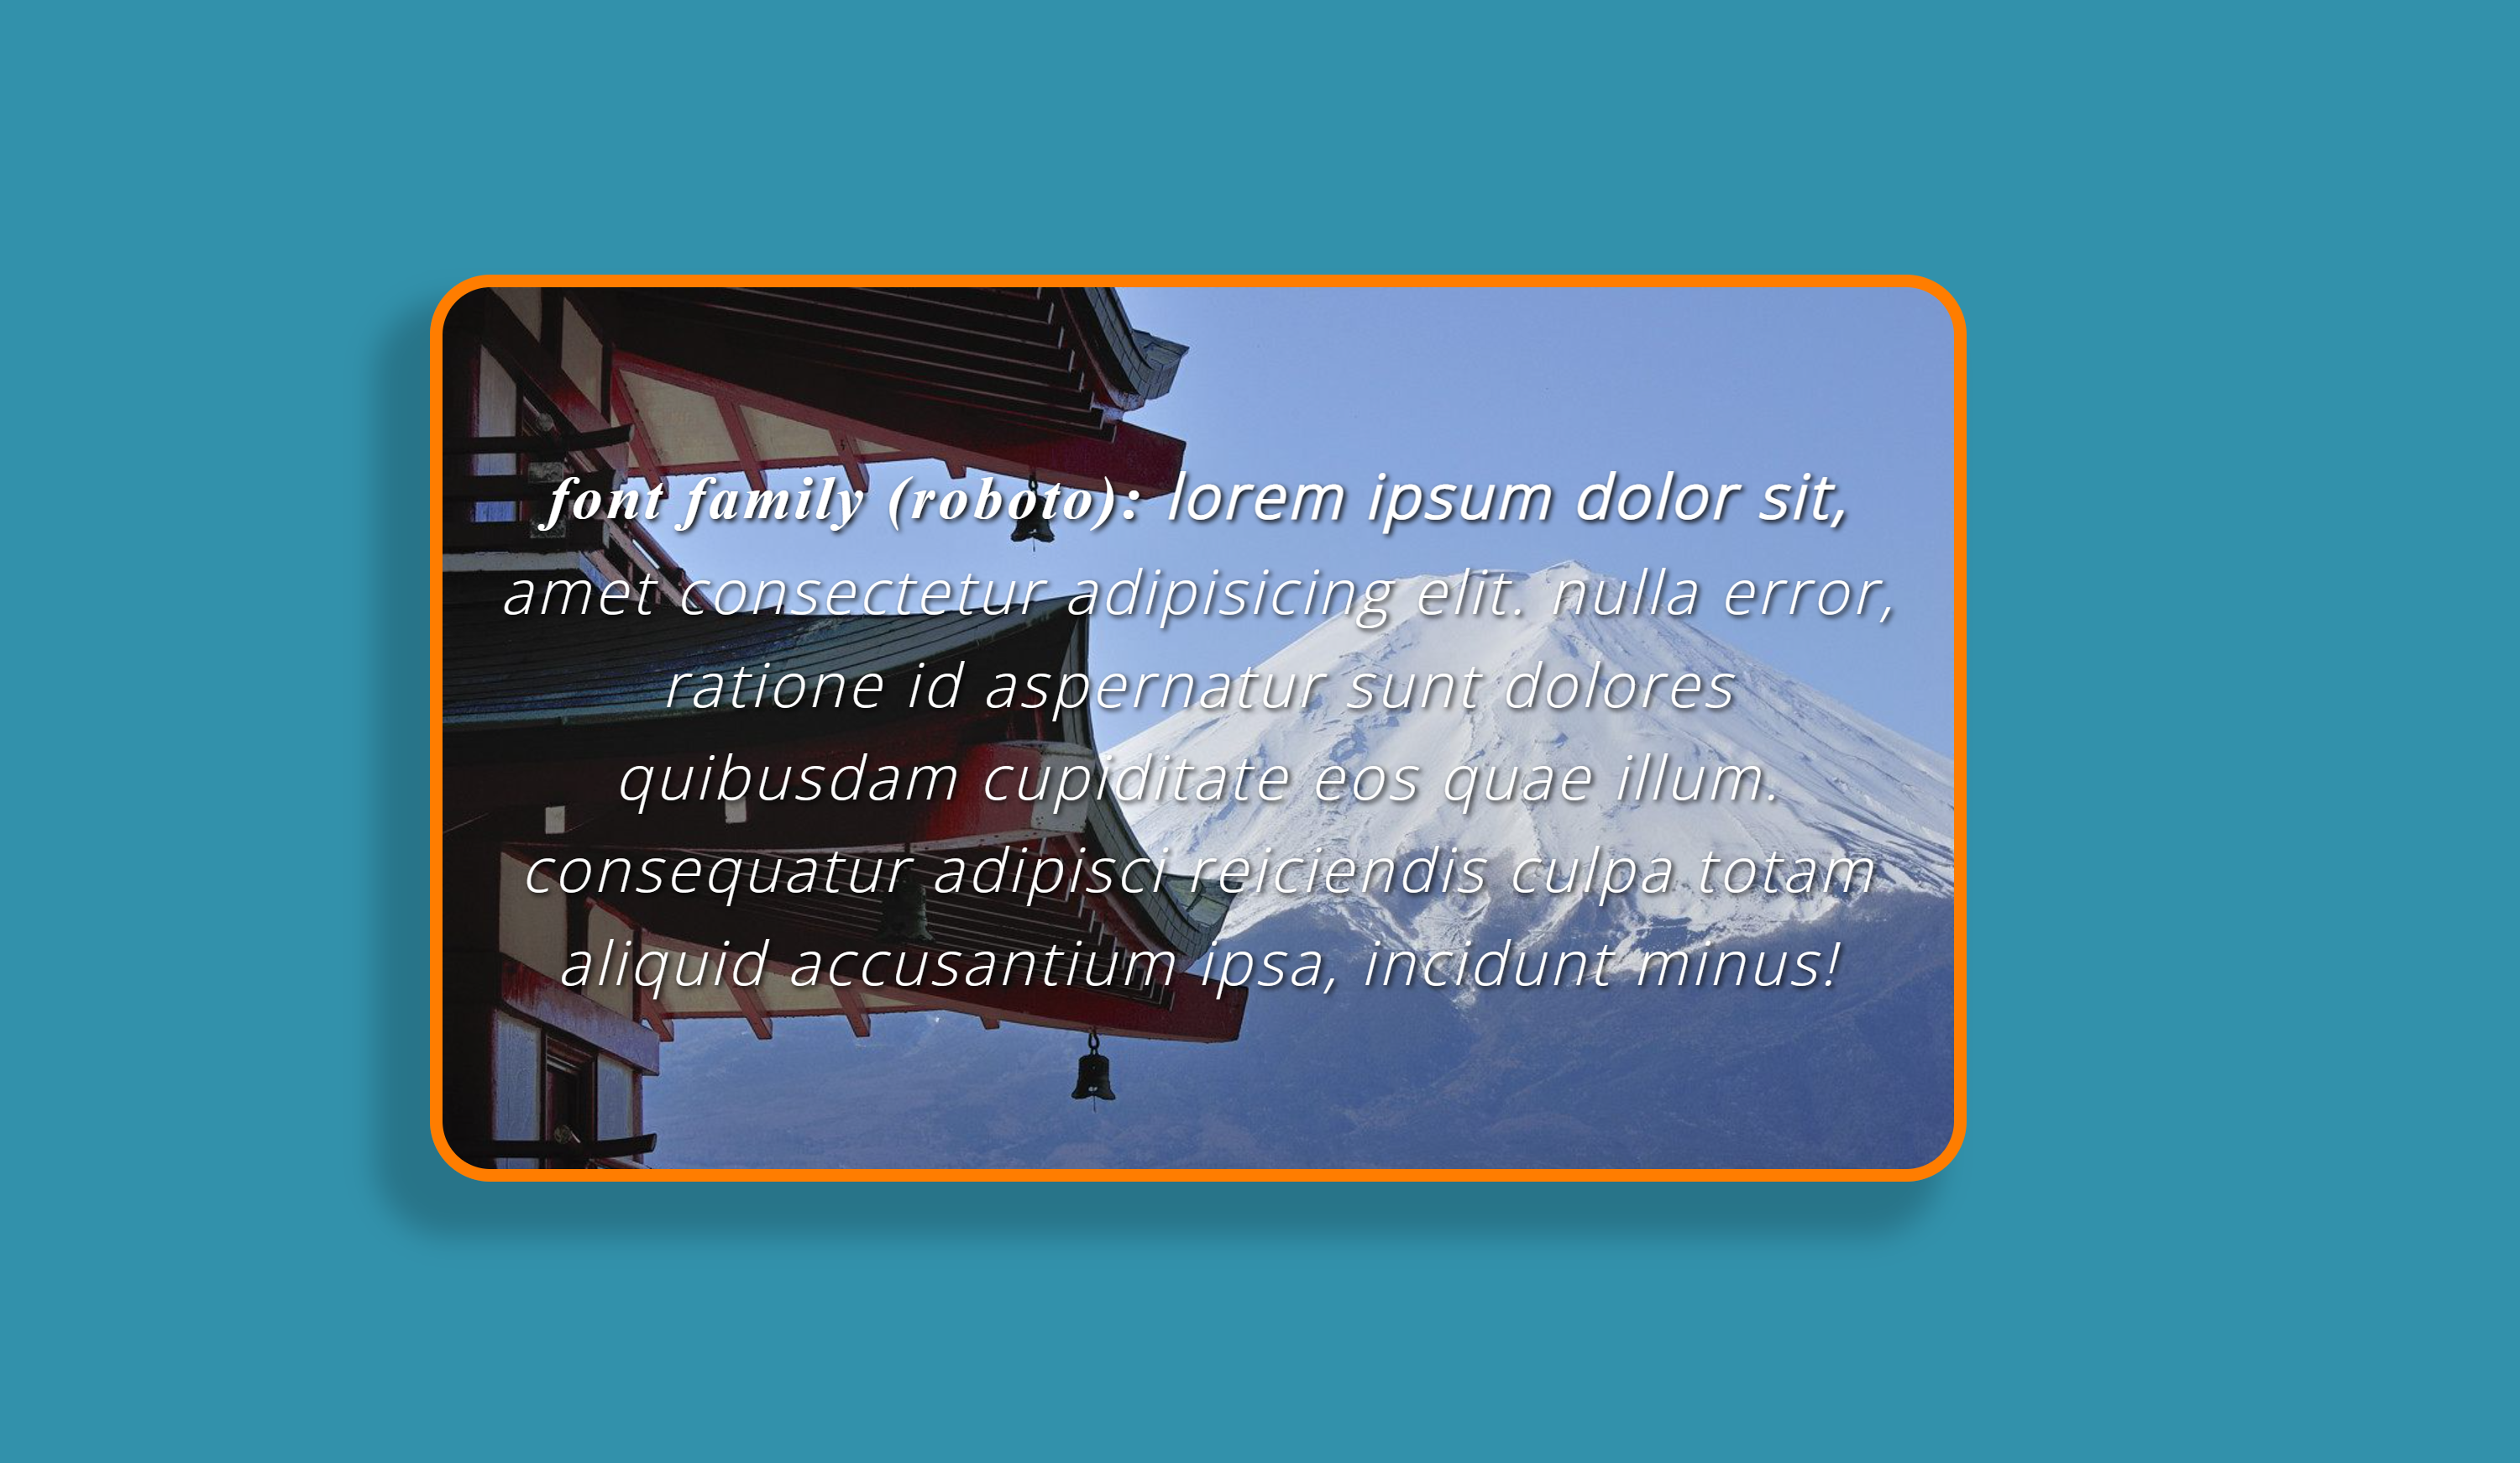 font family (roboto): lorem ipsum dolor sit,
amet consectetur adipisicing elit. nulla error,
ratione id aspernatur sunt dolores
quibusdam cupiditate eos quae illum.
consequatur adipisci reiciendis culpa totam
aliquid accusantium ipsa, incidunt minus!